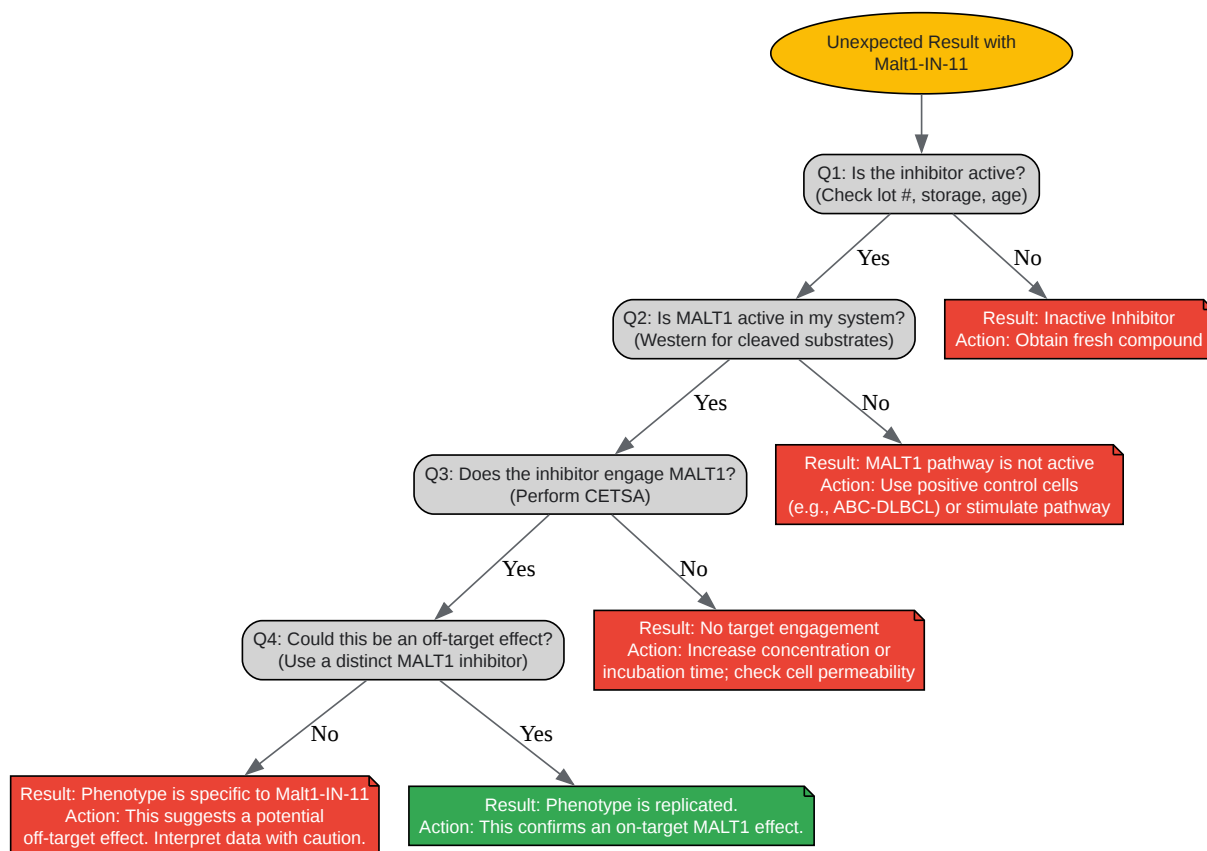 Unexpected Result with
Malt1-IN-11
Q1: Is the inhibitor active?
(Check lot #, storage, age)
Yes
No
Q2: Is MALT1 active in my system?
(Western for cleaved substrates)
Result: Inactive Inhibitor
Action: Obtain fresh compound
Yes
No
Q3: Does the inhibitor engage MALT1?
(Perform CETSA)
Result: MALT1 pathway is not active
Action: Use positive control cells
(e.g., ABC-DLBCL) or stimulate pathway
Yes
No
Q4: Could this be an off-target effect?
(Use a distinct MALT1 inhibitor)
Result: No target engagement
Action: Increase concentration or
incubation time; check cell permeability
No
Yes
Result: Phenotype is specific to Malt1-IN-11
Action: This suggests a potential
off-target effect. Interpret data with caution.
Result: Phenotype is replicated.
Action: This confirms an on-target MALT1 effect.